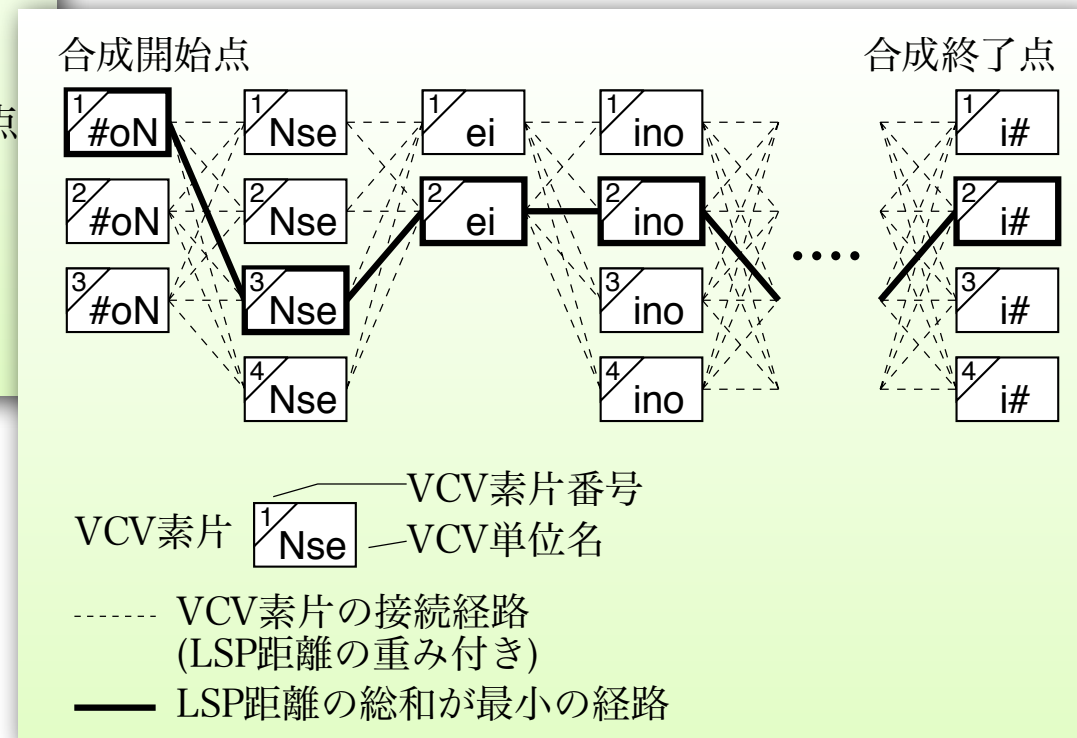 点
合成開始点 合成終了点
1 #oN 1 Nse 1 ei 1 ino 1 i#
2 #oN 2 Nse 2 ei 2 ino 2 i#
....
3 #oN 3 Nse 3 ino 3 i#
4 Nse 4 ino 4 i#
VCV素片番号
VCV素片 1 Nse VCV単位名
VCV素片の接続経路
(LSP距離の重み付き)
LSP距離の総和が最小の経路